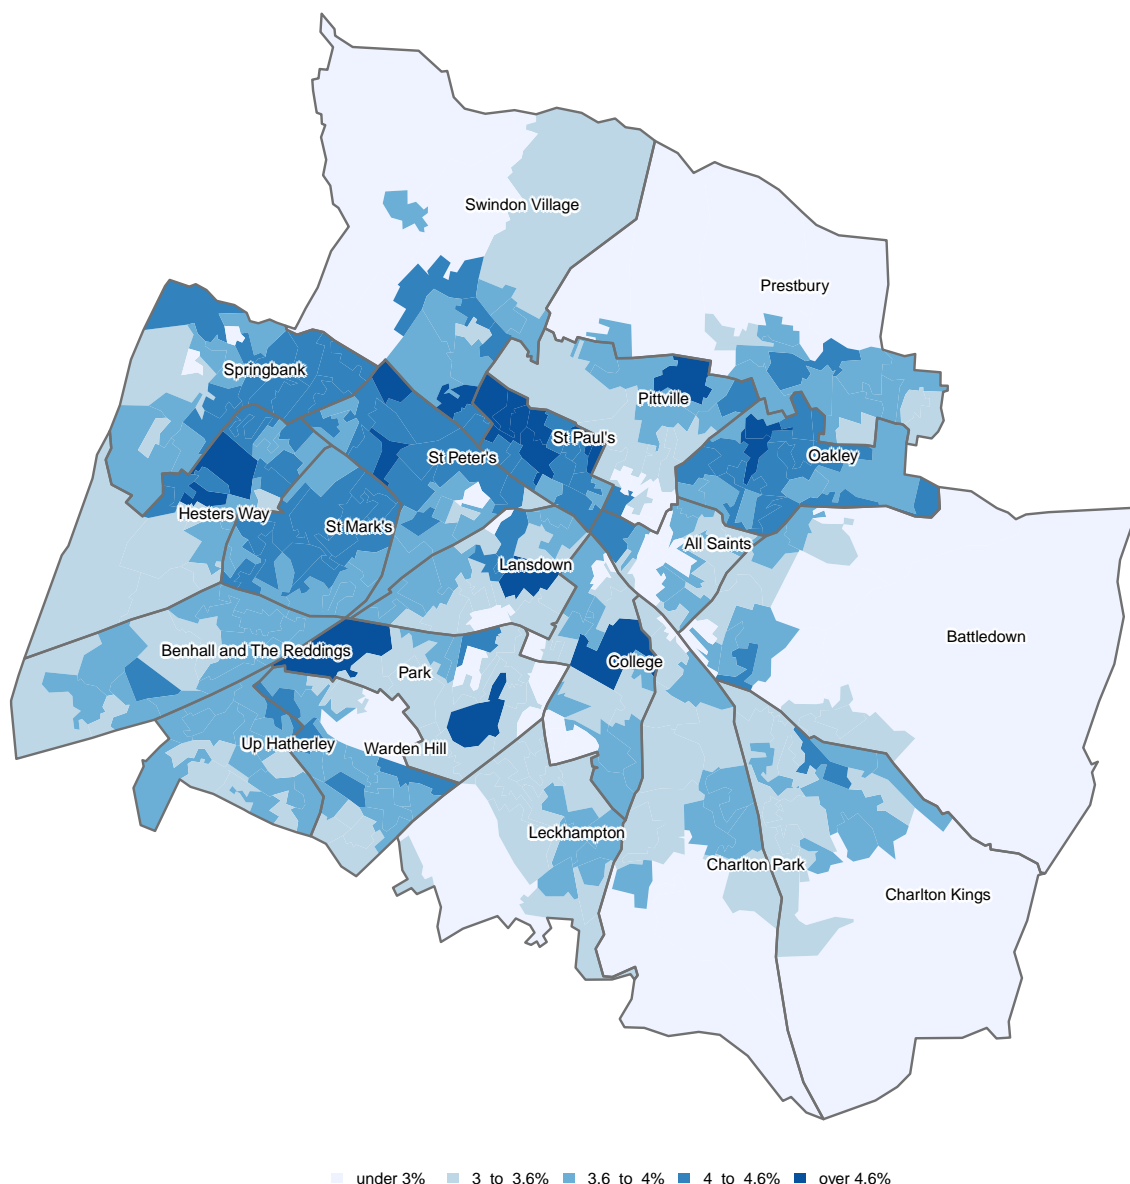 Swindon Village
Prestbury
Springbank
Pittville
St Paul's
St Peter's
Oakley
Hesters Way
St Mark's
All Saints
Lansdown
Battledown
Benhall and The Reddings
College
Park
Up Hatherley
Warden Hill
Leckhampton
Charlton Park
Charlton Kings
under 3% 3 to 3.6% 3.6 to 4% 4 to 4.6% over 4.6%